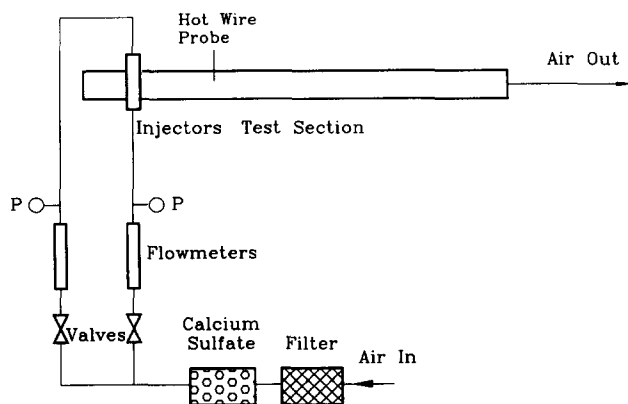 Hot Wire
Probe
Air Out
Injectors Test Section
P
P
Flowmeters
Valves
Calcium
Sulfate
Filter
Air In